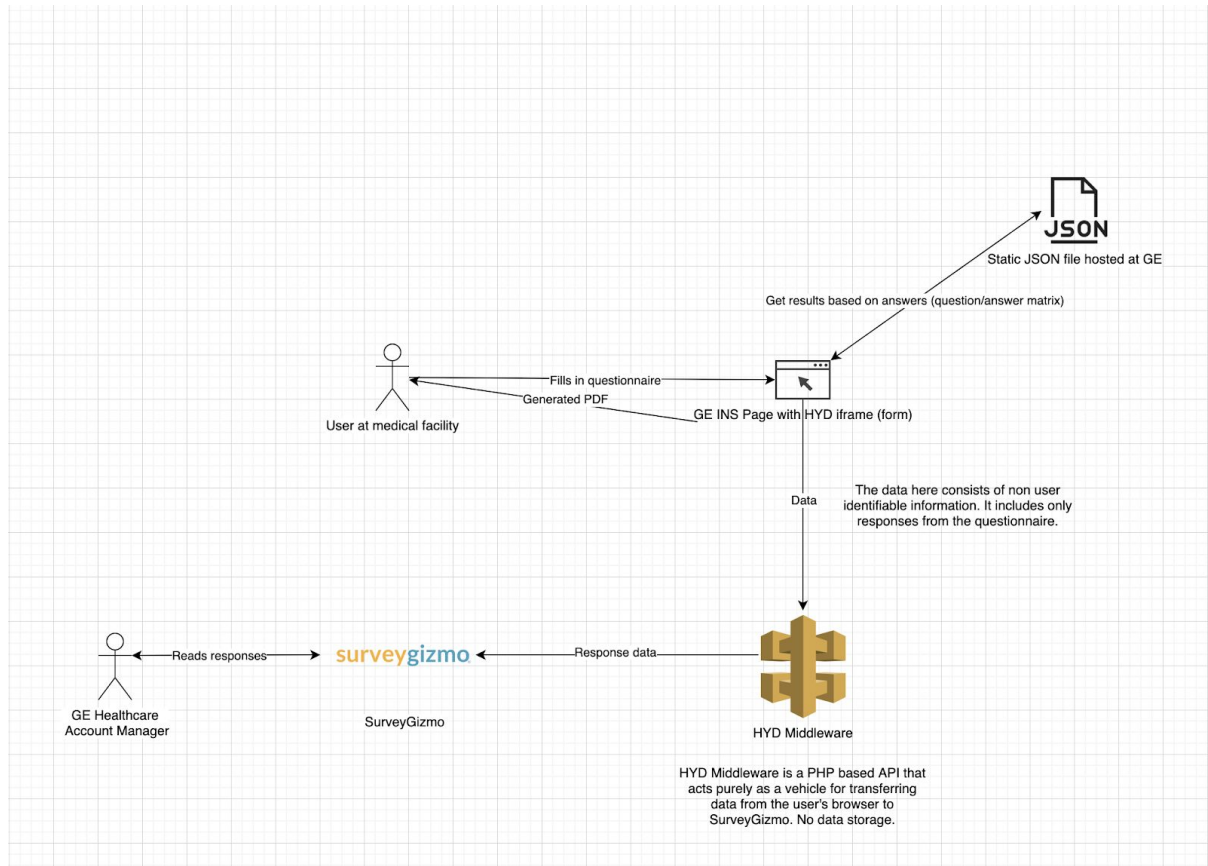 JSON
Static JSON file hosted at GE
Get results based on answers (question/answer matrix)
Fills in questionnaire
Generated PDF
User at medical facility
GE INS Page with HYD iframe (form)
Data
The data here consists of non user
identifiable information. It includes only
responses from the questionnaire.
Reads responses
surveygizmo
Response data
GE Healthcare
Account Manager
SurveyGizmo
HYD Middleware
HYD Middleware is a PHP based API that
acts purely as a vehicle for transferring
data from the user's browser to
SurveyGizmo. No data storage.